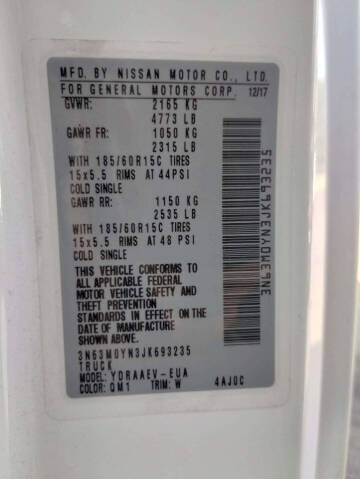 MFD. BY NISSAN MOTOR CO., LTD.
FOR GENERAL MOTORS CORP. 12/17
GVWR: 2165 KG
4773 LB
GAWR FR: 1050 KG
2315 LB
WITH 185/60R15C TIRES
15x5.5 RIMS AT 44PSI
COLD SINGLE
GAWR RR: 1150 KG
2535 LB
WITH 185/60R15C TIRES
15x5.5 RIMS AT 48 PSI
COLD SINGLE
THIS VEHICLE CONFORMS TO
ALL APPLICABLE FEDERAL
MOTOR VEHICLE SAFETY AND
THEFT PREVENTION
STANDARDS IN EFFECT ON THE
DATE OF MANUFACTURE
SHOWN ABOVE.
3N63M0YN3JK693235
TRUCK
MODEL: YDRAAEV-EUA
COLOR: QM1 TRIM: W 4AJ0C
3N63M0YN3JK693235